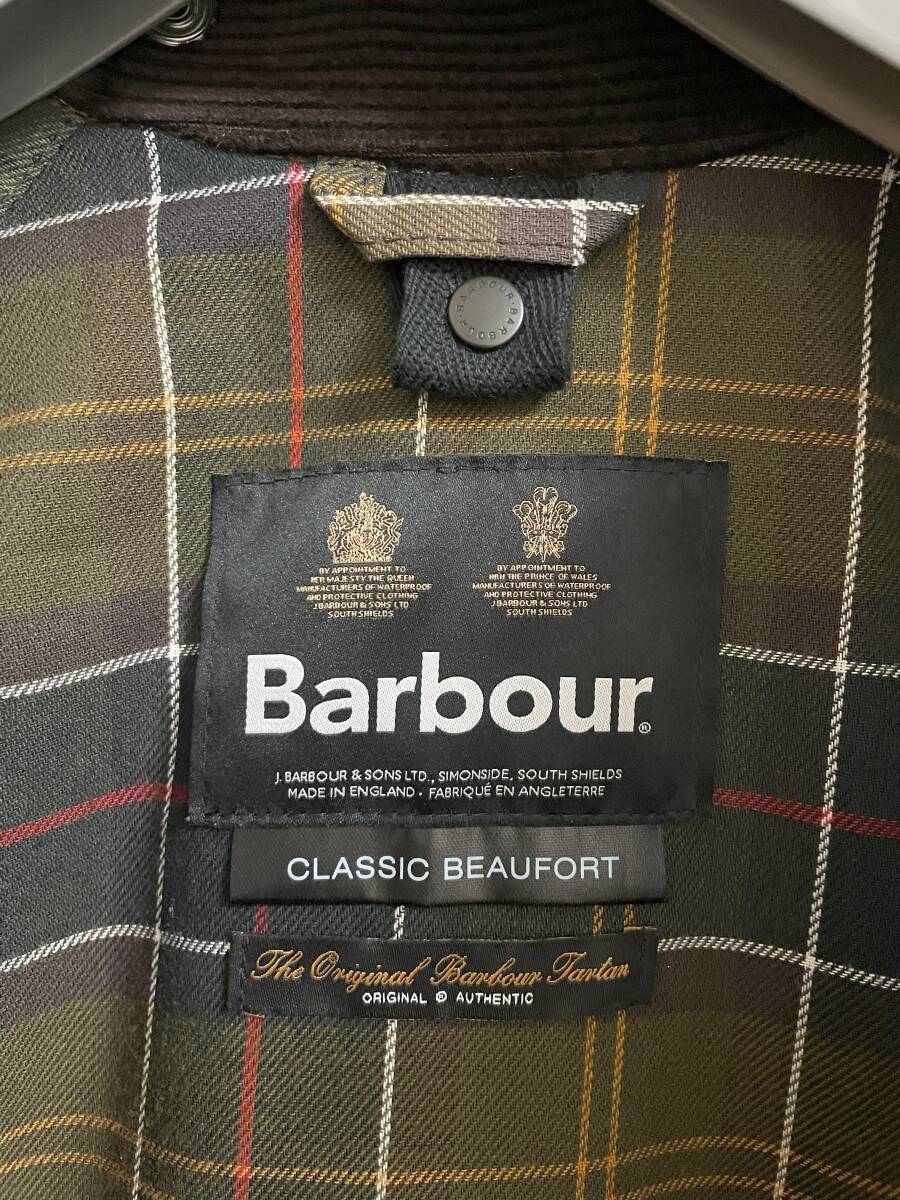 BARBOUR · BARBOUR ·
BY APPOINTMENT TO
HER MAJESTY THE QUEEN
MANUFACTURERS OF WATERPROOF
AND PROTECTIVE CLOTHING
J BARBOUR & SONS LTD
SOUTH SHIELDS
BY APPOINTMENT TO
HRH THE PRINCE OF WALES
MANUFACTURERS OF WATERPROOF
AND PROTECTIVE CLOTHING
J BARBOUR & SONS LTD
SOUTH SHIELDS
Barbour®
J. BARBOUR & SONS LTD., SIMONSIDE, SOUTH SHIELDS
MADE IN ENGLAND · FABRIQUÉ EN ANGLETERRE
CLASSIC BEAUFORT
The Original Barbour Tartan
ORIGINAL ® AUTHENTIC